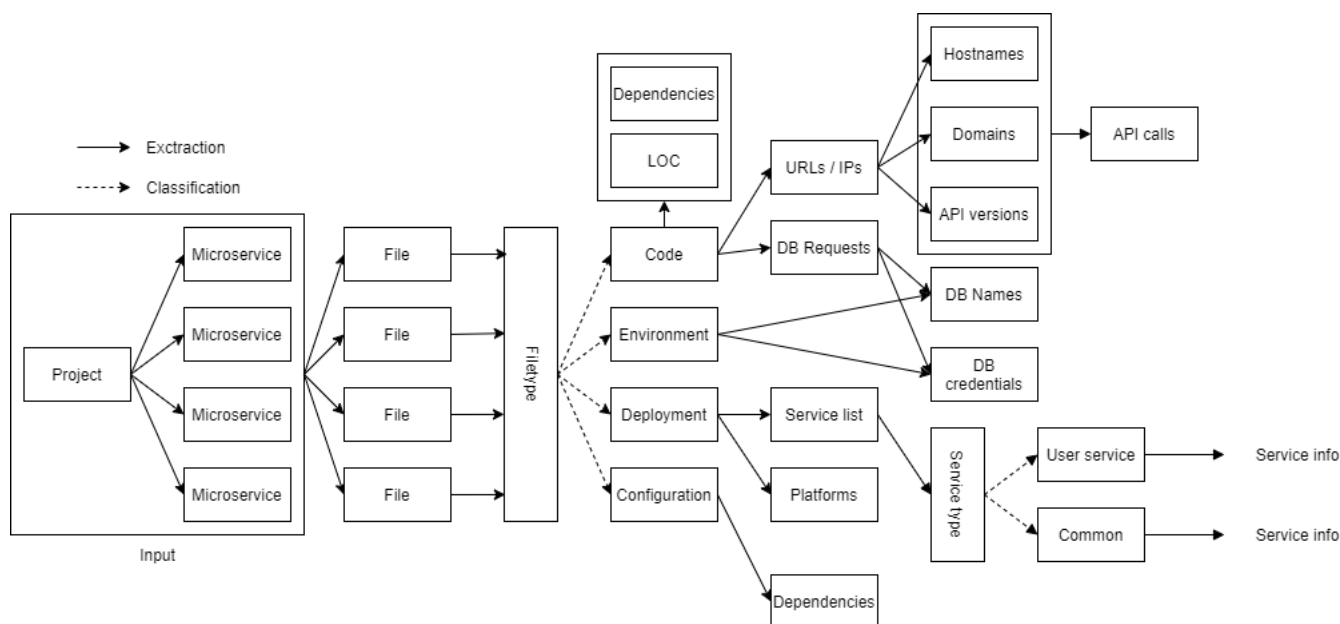 Exctraction
Classification
Project
Microservice
Microservice
Microservice
Microservice
Input
File
File
File
File
Filetype
Dependencies
LOC
Code
Environment
Deployment
Configuration
URLs / IPs
DB Requests
Service list
Platforms
Dependencies
Hostnames
Domains
API versions
API calls
DB Names
DB
credentials
Service type
User service
Common
Service info
Service info